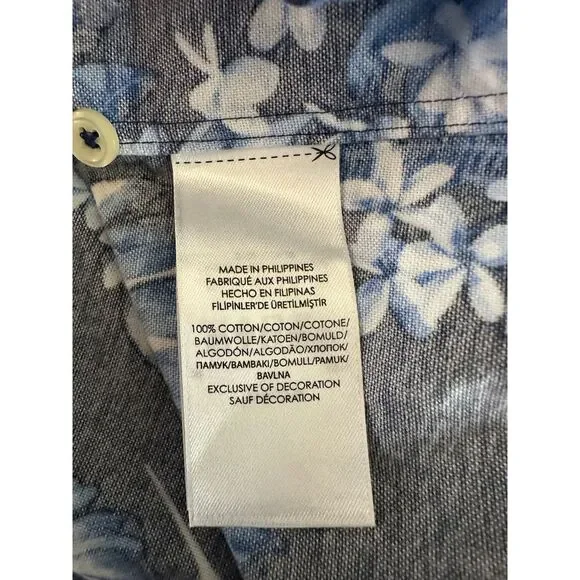 MADE IN PHILIPPINES
FABRIQUÉ AUX PHILIPPINES
HECHO EN FILIPINAS
FİLİPİNLER'DE ÜRETİLMİŞTİR
100% COTTON/COTON/COTONE/
BAUMWOLLE/KATOEN/BOMULD/
ALGODÓN/ALGODÃO/ХЛОПОК/
ПАМУК/BAMBAKI/BOMULL/PAMUK/
BAVLNA
EXCLUSIVE OF DECORATION
SAUF DÉCORATION